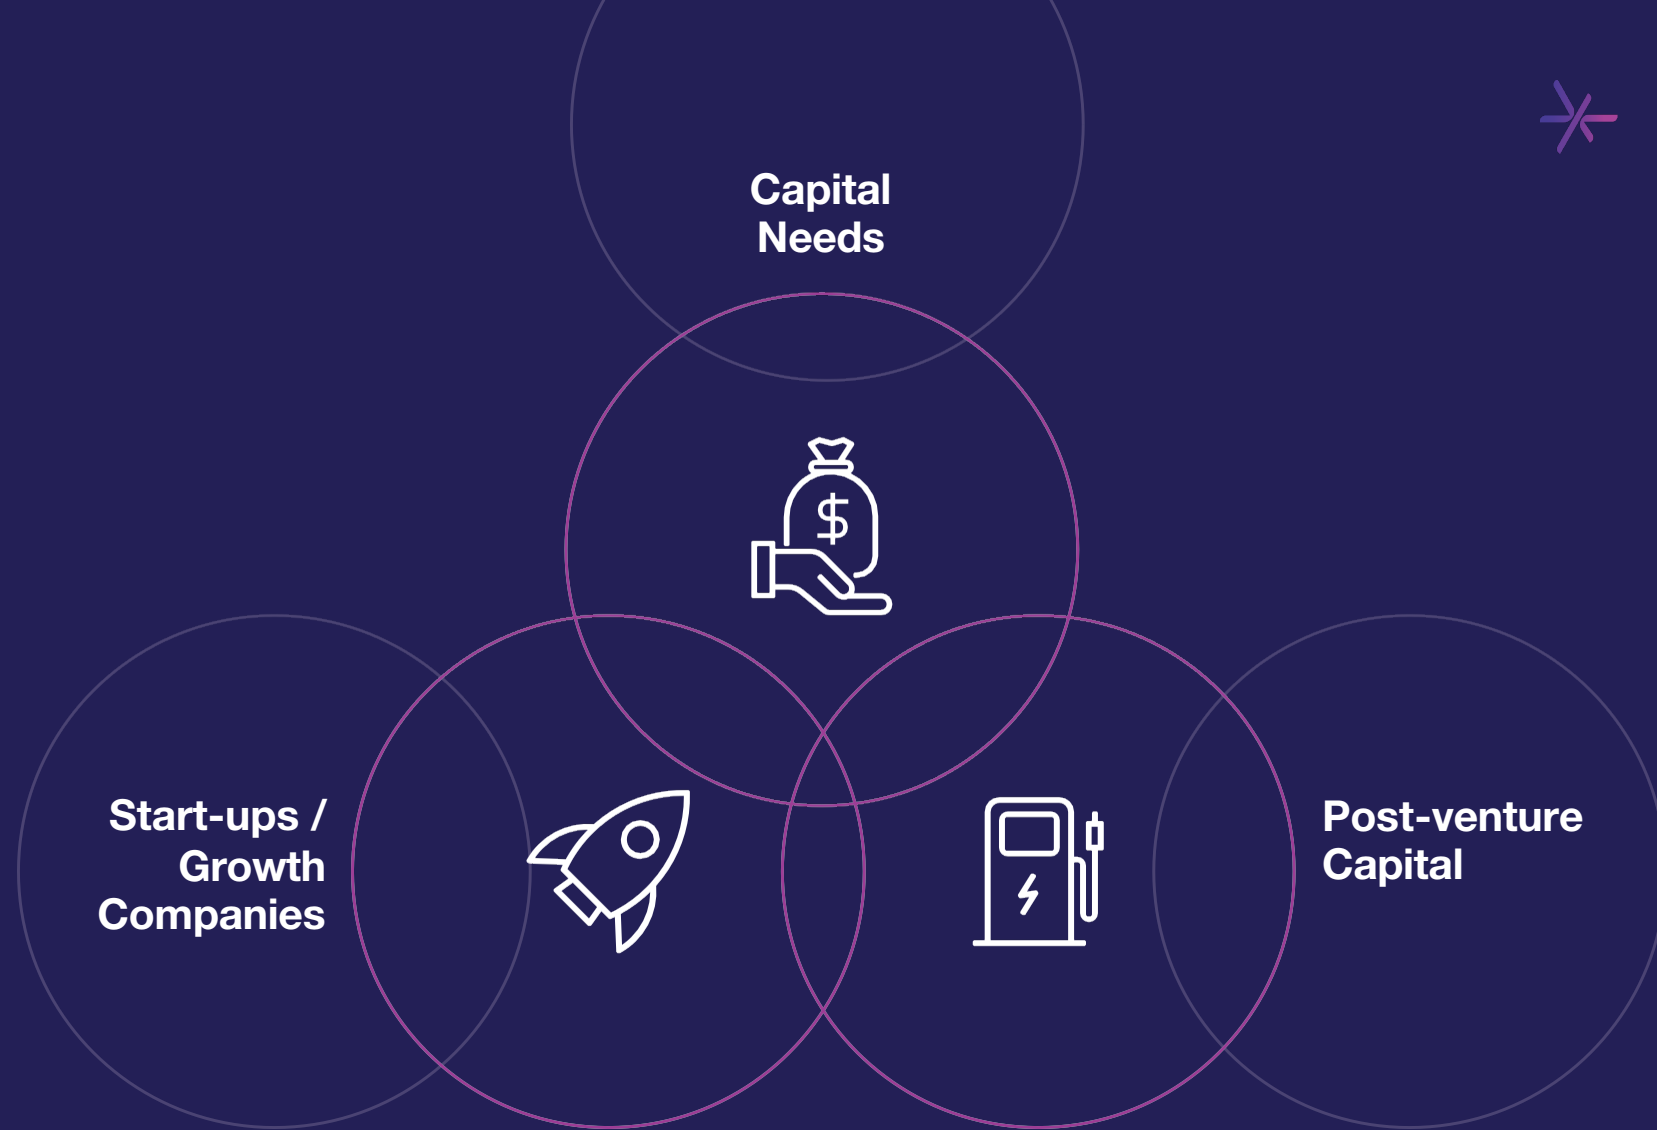 Capital
Needs
$
Start-ups /
Growth
Companies
Post-venture
Capital